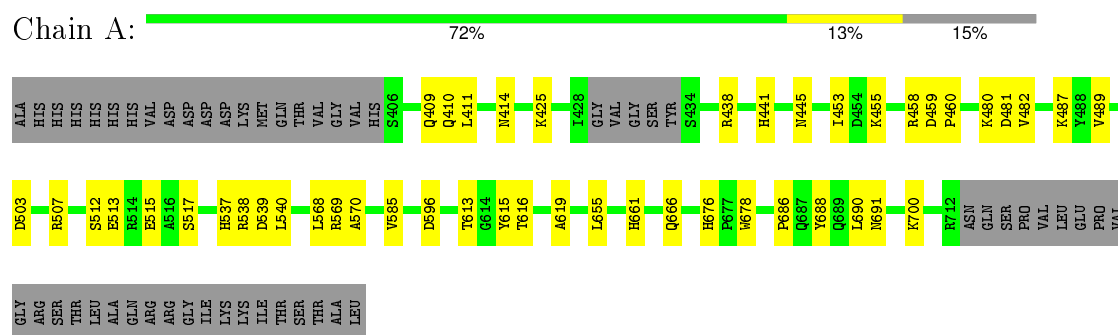 Chain A:
72% 13% 15%
ALA HIS HIS HIS HIS HIS HIS VAL ASP ASP ASP ASP LYS MET GLN THR VAL GLY VAL HIS S406 Q409 Q410 L411 N414 K425 I428 GLY VAL GLY SER TYR S434 R438 H441 N445 I453 D454 K455 R458 D459 P460 K480 D481 V482 K487 Y488 V489
D503 R507 S512 E513 R514 E515 A516 S517 H537 R538 D539 L540 L568 R569 A570 V585 D596 T613 G614 Y615 T616 A619 L655 H661 Q666 H676 P677 W678 P686 Q687 Y688 Q689 L690 N691 K700 R712 ASN GLN SER PRO VAL LEU GLU PRO VAL
GLY ARG SER THR LEU ALA GLN ARG ARG GLY ILE LYS LYS ILE THR SER THR ALA LEU